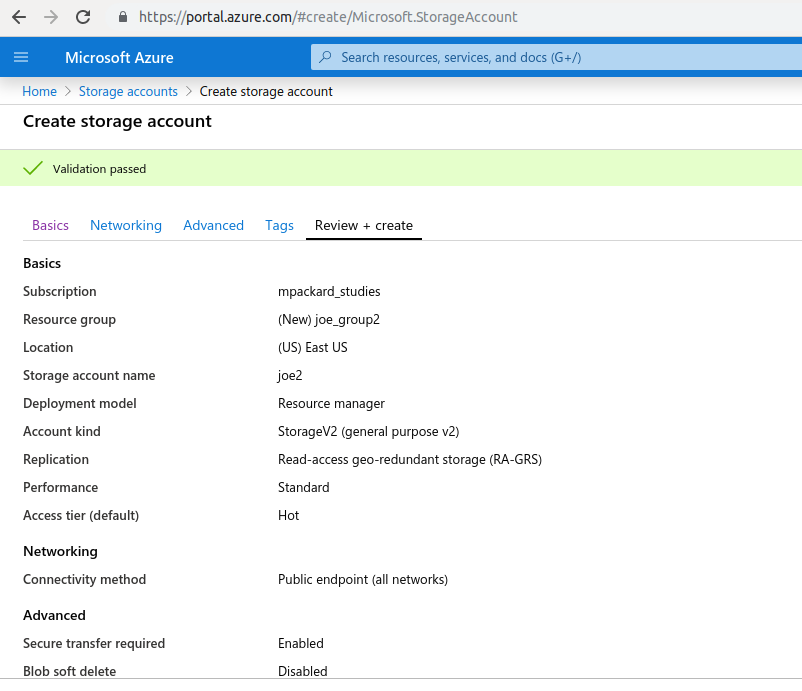 https://portal.azure.com/#create/Microsoft.StorageAccount
Microsoft Azure
Search resources, services, and docs (G+/)
Home > Storage accounts > Create storage account
Create storage account
Validation passed
Basics Networking Advanced Tags Review + create
Basics
Subscription mpackard_studies
Resource group (New) joe_group2
Location (US) East US
Storage account name joe2
Deployment model Resource manager
Account kind StorageV2 (general purpose v2)
Replication Read-access geo-redundant storage (RA-GRS)
Performance Standard
Access tier (default) Hot
Networking
Connectivity method Public endpoint (all networks)
Advanced
Secure transfer required Enabled
Blob soft delete Disabled